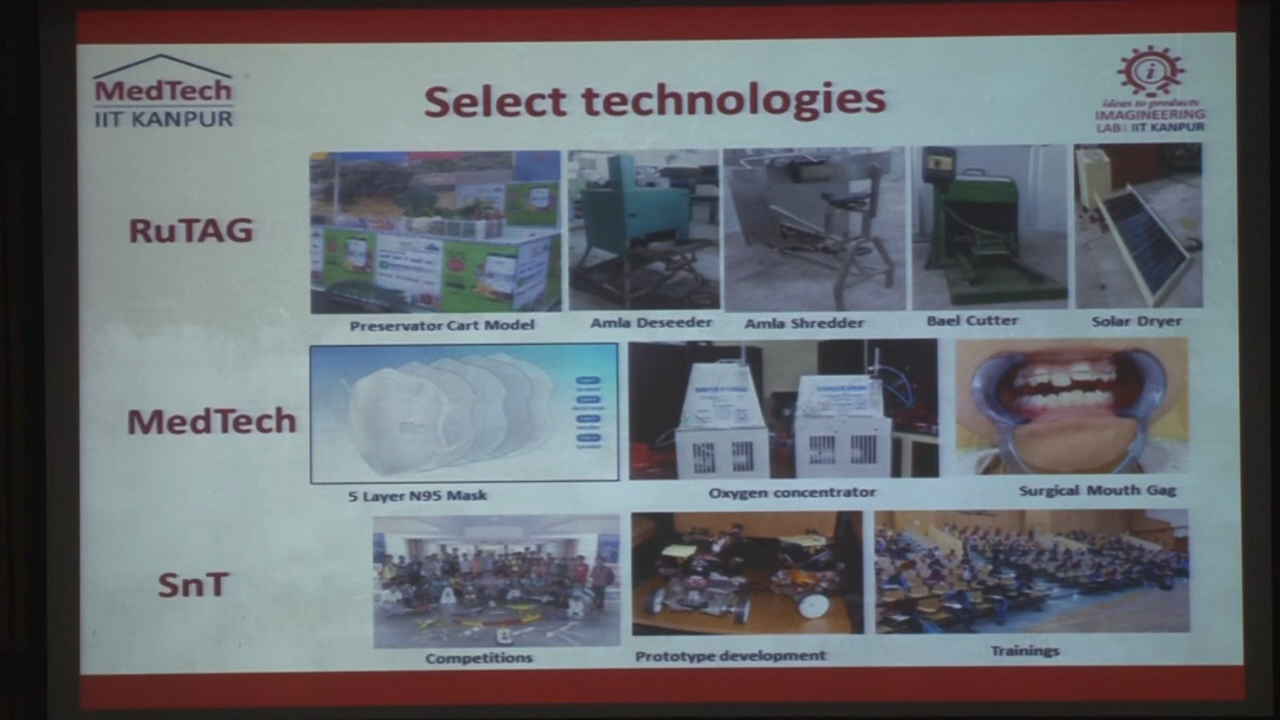 MedTech
IIT KANPUR
Select technologies
ideas to products
IMAGINEERING
LAB IIT KANPUR
RuTAG
Preservator Cart Model
Amla Deseeder
Amla Shredder
Bael Cutter
Solar Dryer
MedTech
5 Layer N95 Mask
Oxygen concentrator
Surgical Mouth Gag
SnT
Competitions
Prototype development
Trainings